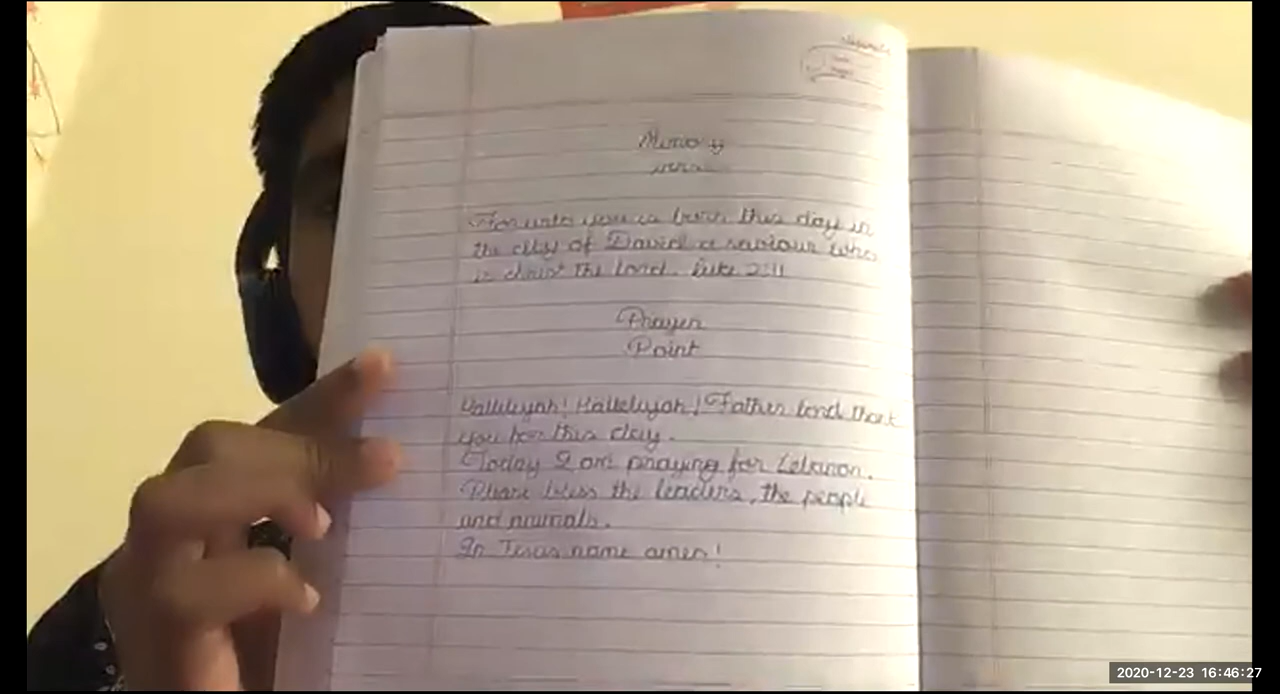 Memory
verse
For unto you is born this day in
the city of David a saviour who
is christ the Lord. Luke 2:11
Prayer
Point
Hallelujah! Hallelujah! Father Lord thank
you for this day.
Today I am praying for Lebanon.
Please bless the leaders, the people
and animals.
In Jesus name amen!
2020-12-23 16:46:27